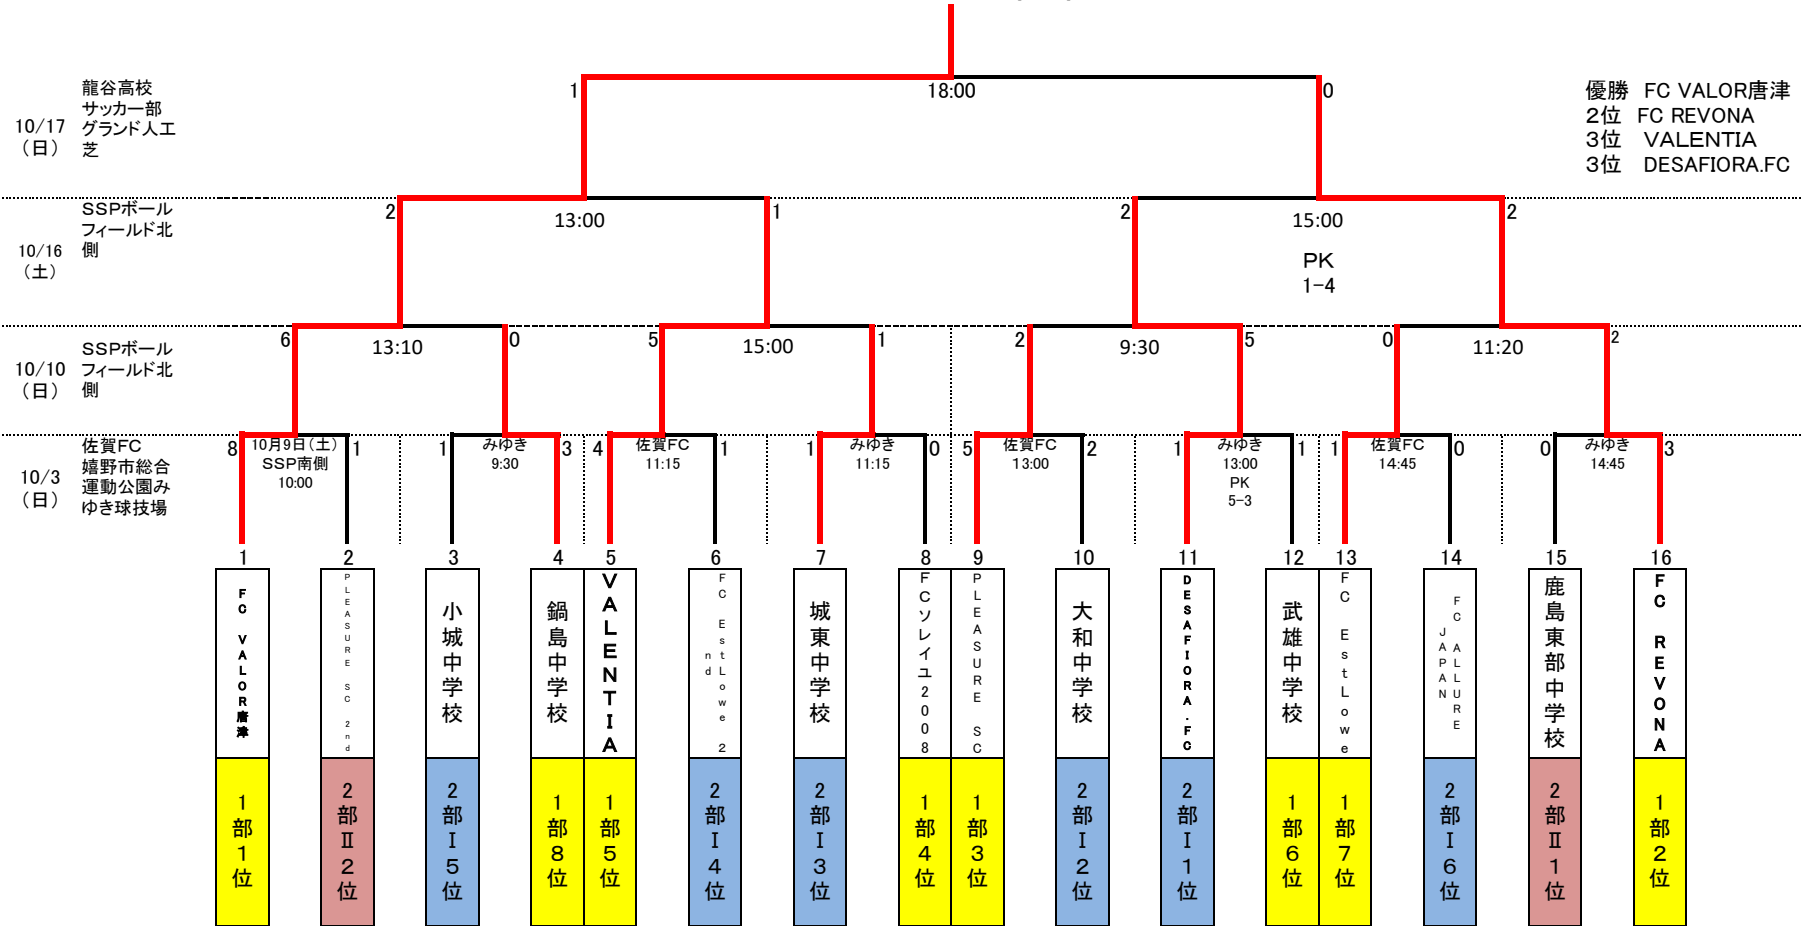 龍谷高校
サッカー部
グランド人工
芝
10/17
（日）
1
18:00
0
優勝　FC VALOR唐津
2位　FC REVONA
3位　VALENTIA
3位　DESAFIORA.FC
SSPボール
フィールド北
側
10/16
（土）
2
13:00
1
2
15:00
2
PK
1-4
SSPボール
フィールド北
側
10/10
（日）
6
13:10
0
5
15:00
1
2
9:30
5
0
11:20
2
佐賀FC
嬉野市総合
運動公園み
ゆき球技場
10/3
（日）
8
10月9日（土）
SSP南側
10:00
1
1
みゆき
9:30
3
4
佐賀FC
11:15
1
1
みゆき
11:15
0
5
佐賀FC
13:00
2
1
みゆき
13:00
PK
5-3
1
1
佐賀FC
14:45
0
0
みゆき
14:45
3
1
2
3
4
5
6
7
8
9
10
11
12
13
14
15
16
FC VALOR唐津
PLEASURE SC 2nd
小城中学校
鍋島中学校
VALENTIA
FC EstLowe 2
nd
城東中学校
FCソレイユ2008
PLEASURE SC
大和中学校
DESAFIORA.FC
武雄中学校
FC EstLowe
FC ALLURE
JAPAN
鹿島東部中学校
FC REVONA
1部1位
2部Ⅱ2位
2部Ⅰ5位
1部8位
1部5位
2部Ⅰ4位
2部Ⅰ3位
1部4位
1部3位
2部Ⅰ2位
2部Ⅰ1位
1部6位
1部7位
2部Ⅰ6位
2部Ⅱ1位
1部2位